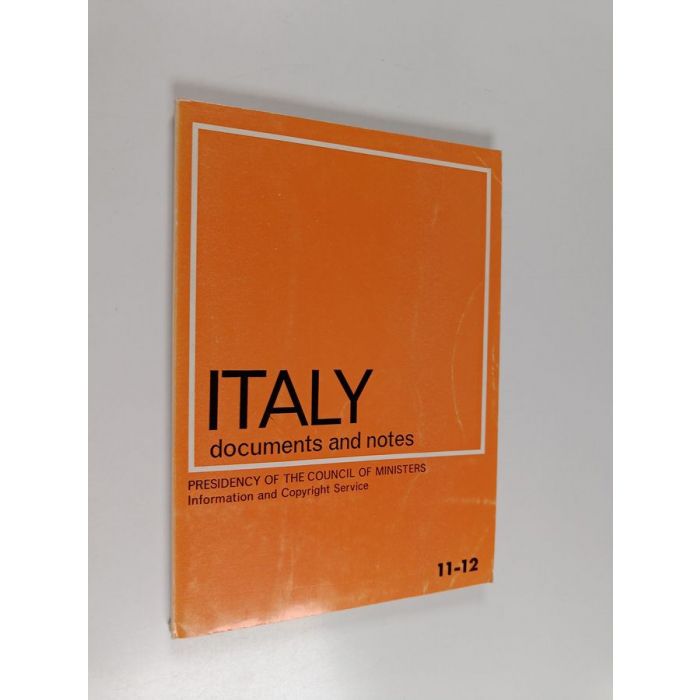 ITALY
documents and notes
PRESIDENCY OF THE COUNCIL OF MINISTERS
Information and Copyright Service
11-12